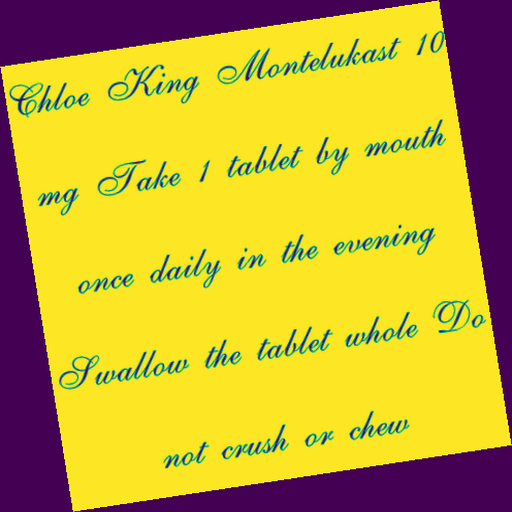 Chloe King Montelukast 10
mg Take 1 tablet by mouth
once daily in the evening
Swallow the tablet whole Do
not crush or chew